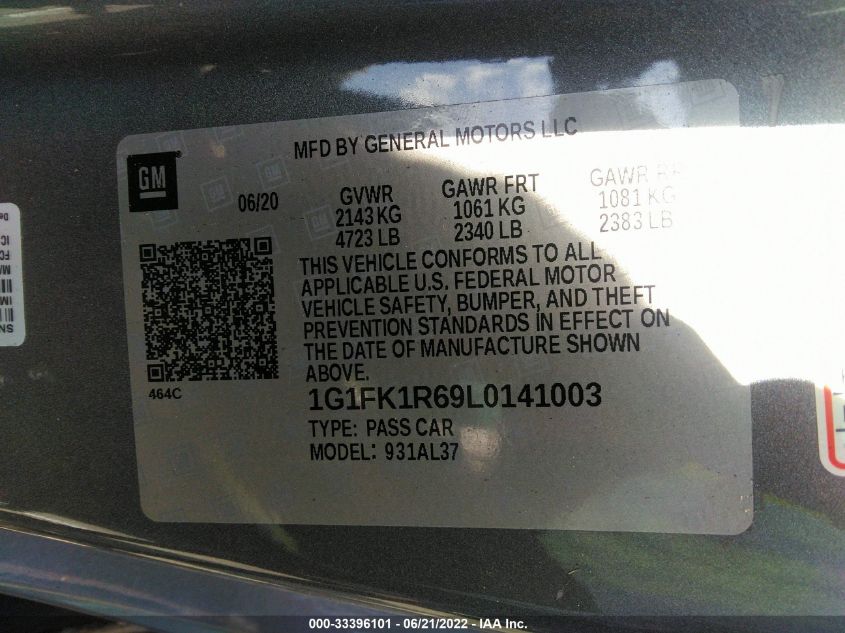 MFD BY GENERAL MOTORS LLC
GM
06/20
GVWR GAWR FRT GAWR RR
2143 KG 1061 KG 1081 KG
4723 LB 2340 LB 2383 LB
THIS VEHICLE CONFORMS TO ALL
APPLICABLE U.S. FEDERAL MOTOR
VEHICLE SAFETY, BUMPER, AND THEFT
PREVENTION STANDARDS IN EFFECT ON
THE DATE OF MANUFACTURE SHOWN
ABOVE.
464C
1G1FK1R69L0141003
TYPE: PASS CAR
MODEL: 931AL37
000-33396101 - 06/21/2022 - IAA Inc.